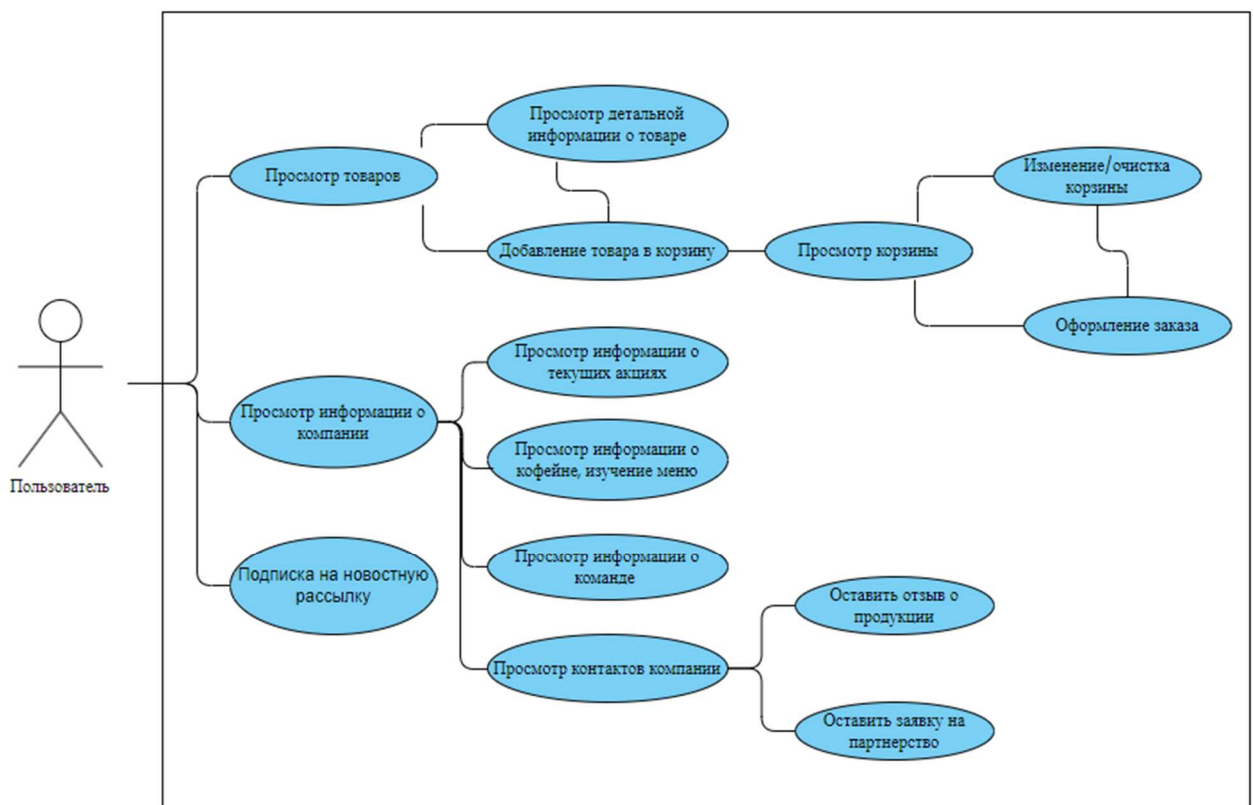 Просмотр детальной
информации о товаре
Просмотр товаров
Изменение/очистка
корзины
Добавление товара в корзину
Просмотр корзины
Оформление заказа
Просмотр информации о
текущих акциях
Просмотр информации о
компании
Просмотр информации о
кофейне, изучение меню
Пользователь
Просмотр информации о
команде
Подписка на новостную
рассылку
Оставить отзыв о
продукции
Просмотр контактов компании
Оставить заявку на
партнерство